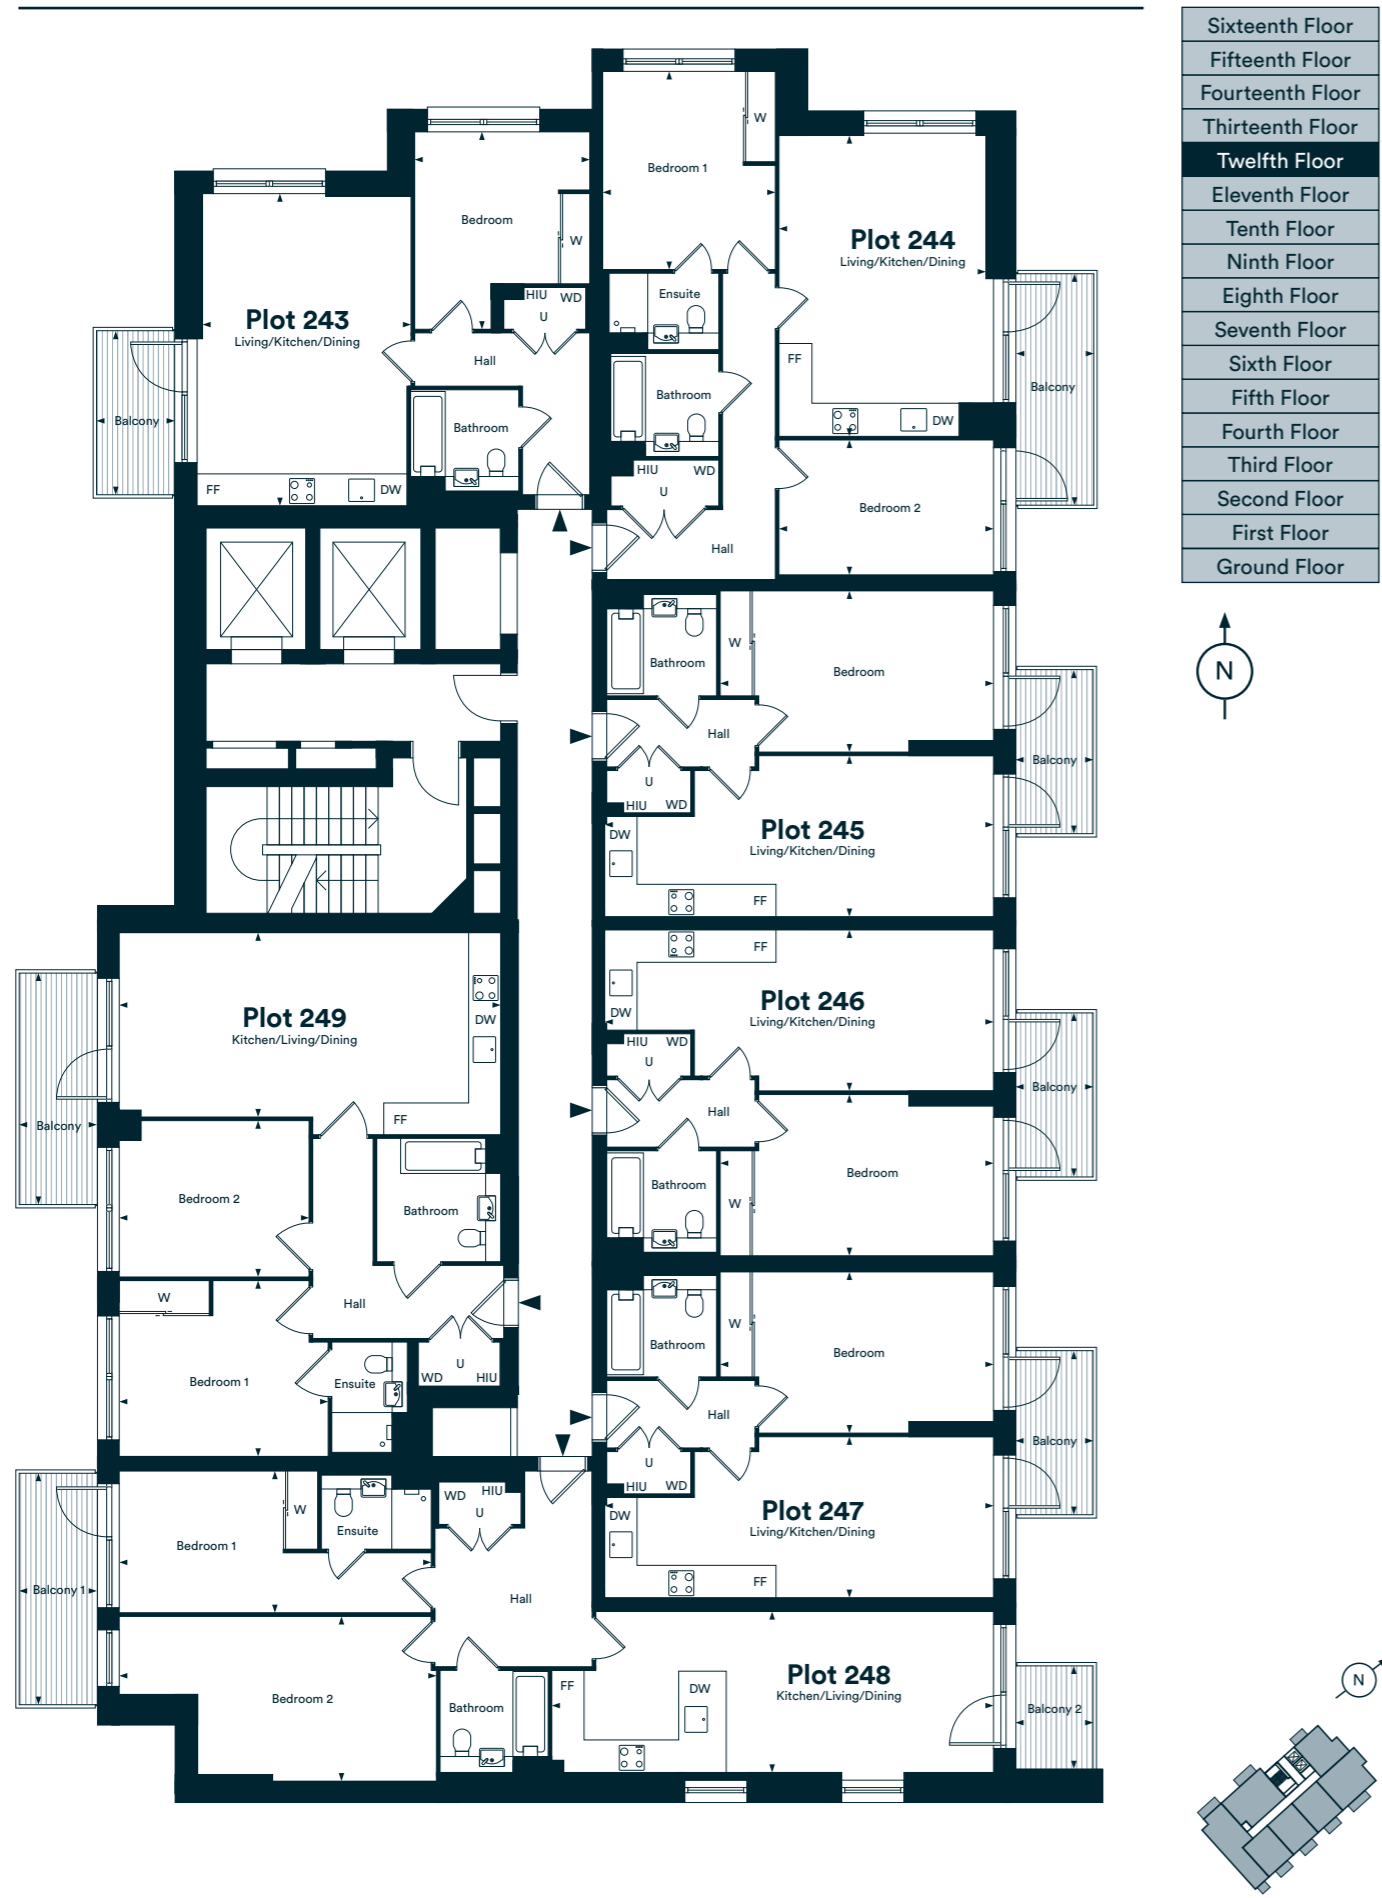 Sixteenth Floor
Fifteenth Floor
Fourteenth Floor
Thirteenth Floor
Twelfth Floor
Eleventh Floor
Tenth Floor
Ninth Floor
Eighth Floor
Seventh Floor
Sixth Floor
Fifth Floor
Fourth Floor
Third Floor
Second Floor
First Floor
Ground Floor
N
Plot 243
Living/Kitchen/Dining
Balcony
FF
DW
Bedroom
W
HIU
WD
U
Hall
Bathroom
Bedroom 1
W
Plot 244
Living/Kitchen/Dining
Ensuite
FF
Balcony
Bathroom
DW
HIU
WD
U
Bedroom 2
Hall
Bathroom
W
Bedroom
Hall
Balcony
U
HIU
WD
DW
Plot 245
Living/Kitchen/Dining
FF
FF
Plot 246
Living/Kitchen/Dining
DW
HIU
WD
U
Hall
Balcony
Bathroom
W
Bedroom
Plot 249
Kitchen/Living/Dining
DW
FF
Balcony
Bedroom 2
Bathroom
W
Hall
Bedroom 1
Ensuite
U
WD
HIU
Bathroom
W
Bedroom
Hall
Balcony
U
HIU
WD
DW
Plot 247
Living/Kitchen/Dining
FF
Bedroom 1
W
Ensuite
WD
HIU
U
Balcony 1
Hall
Bedroom 2
Bathroom
FF
DW
Plot 248
Kitchen/Living/Dining
Balcony 2
N